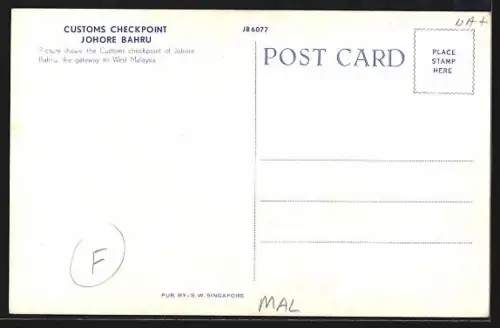 CUSTOMS CHECKPOINT
JOHORE BAHRU
Picture shows the Customs checkpoint of Johore
Bahru, the gateway to West Malaysia.
JB6077
POST CARD
PLACE
STAMP
HERE
F
PUB. BY:-S.W. SINGAPORE
MAL